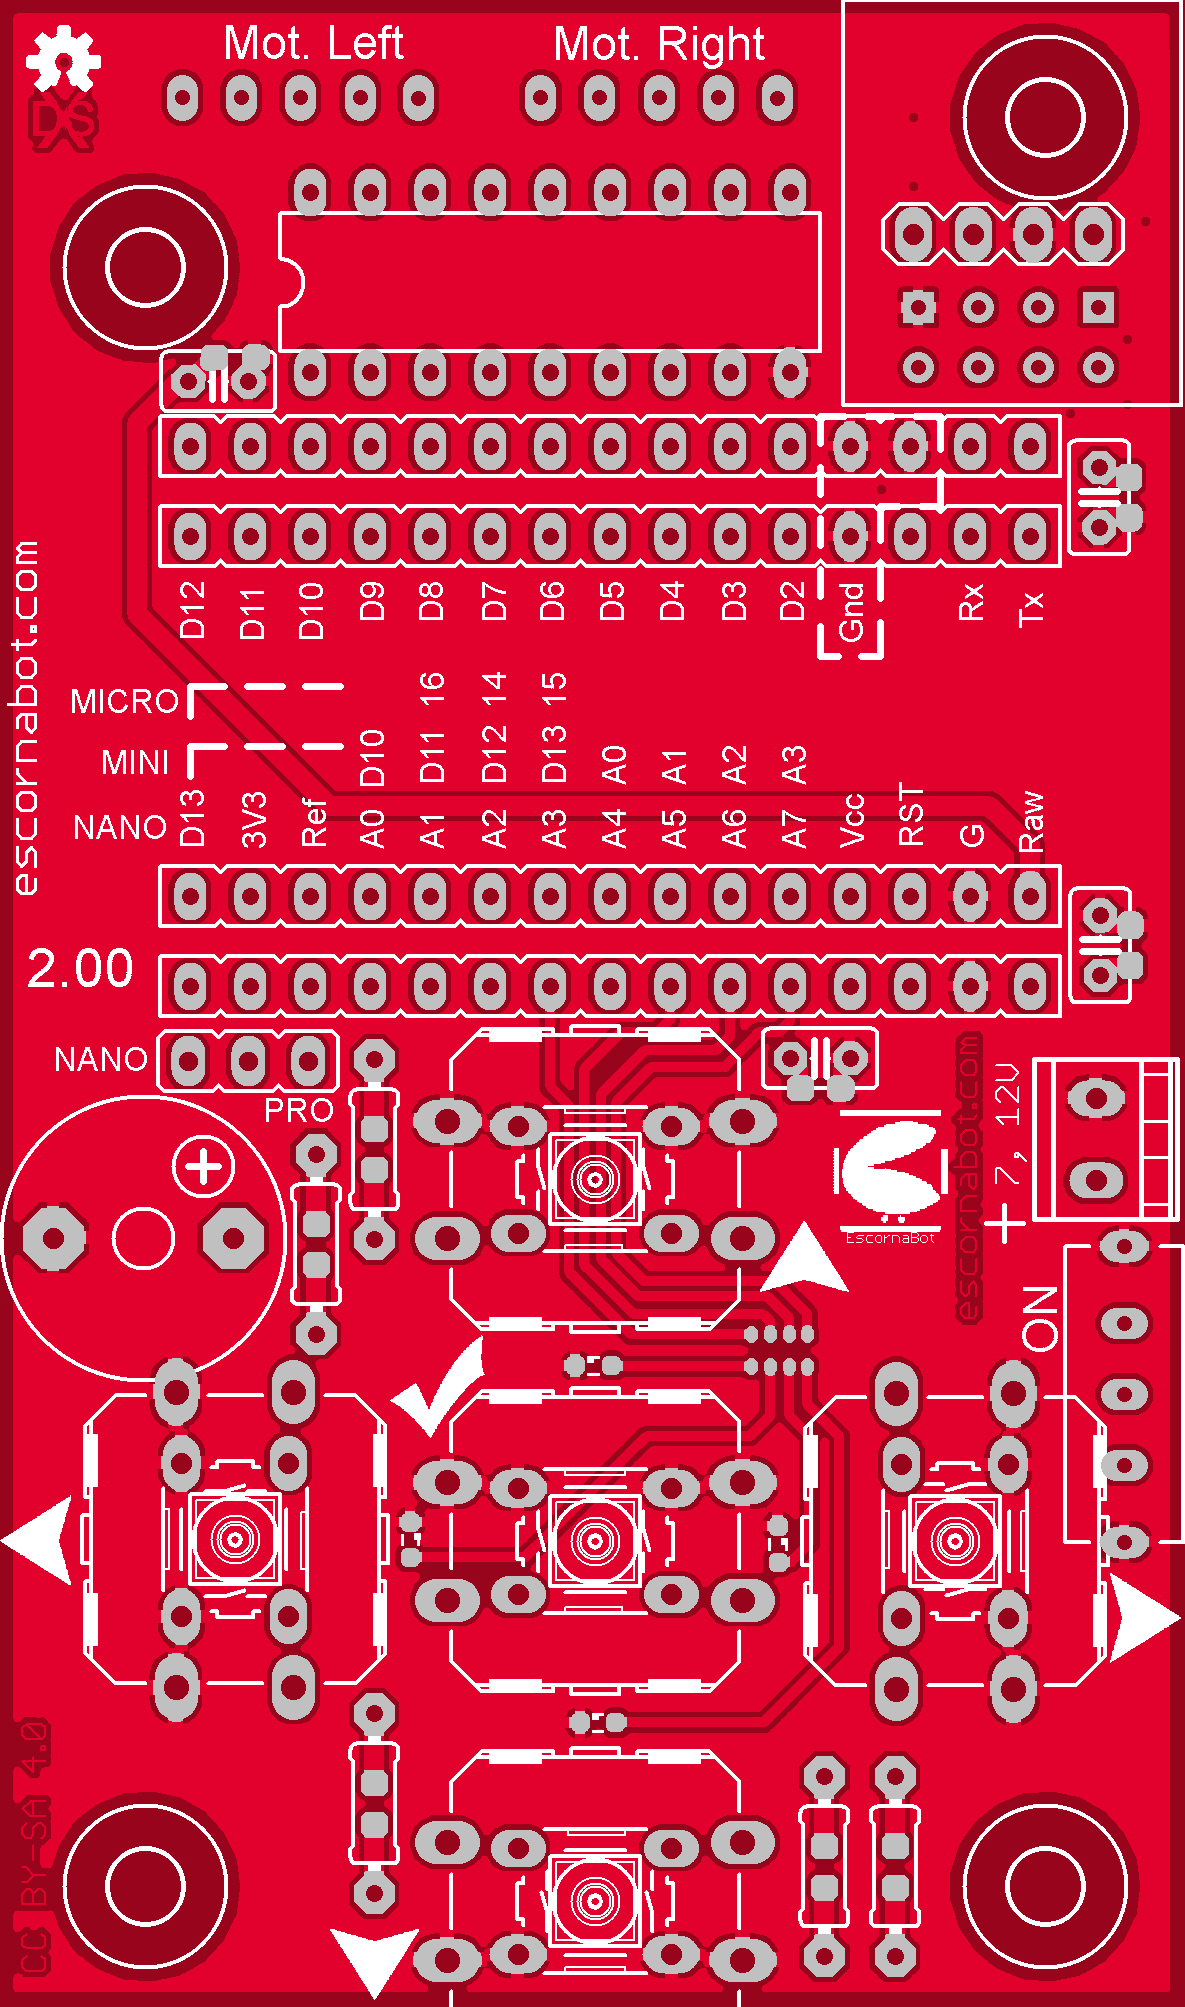 Mot. Left
Mot. Right
DS
escornabot.com
D12 D11 D10 D9 D8 D7 D6 D5 D4 D3 D2 Gnd Rx Tx
MICRO 16 14 15
MINI D10 D11 D12 D13 A0 A1 A2 A3
NANO D13 3V3 Ref A0 A1 A2 A3 A4 A5 A6 A7 Vcc RST G Raw
2.00
NANO
PRO
+
EscornaBot
escornabot.com
+ 7, 12V
ON
CC BY-SA 4.0